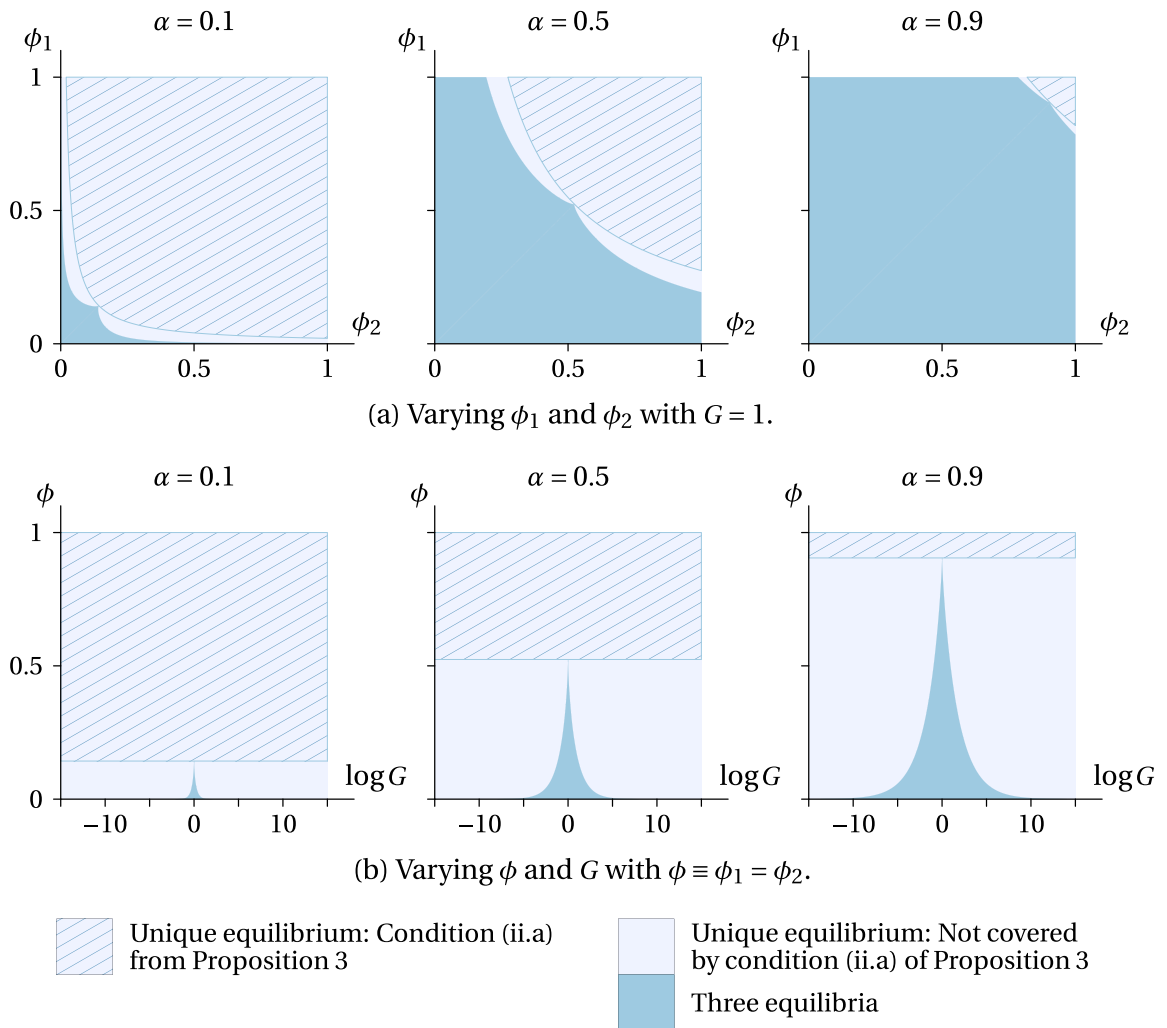 α = 0.1
α = 0.5
α = 0.9
ϕ₁
ϕ₁
ϕ₁
1
0.5
0
ϕ₂
ϕ₂
ϕ₂
0 0.5 1
0 0.5 1
0 0.5 1
(a) Varying ϕ₁ and ϕ₂ with G = 1.
α = 0.1
α = 0.5
α = 0.9
ϕ
ϕ
ϕ
1
0.5
0
log G
log G
log G
−10 0 10
−10 0 10
−10 0 10
(b) Varying ϕ and G with ϕ ≡ ϕ₁ = ϕ₂.
Unique equilibrium: Condition (ii.a)
from Proposition 3
Unique equilibrium: Not covered
by condition (ii.a) of Proposition 3
Three equilibria